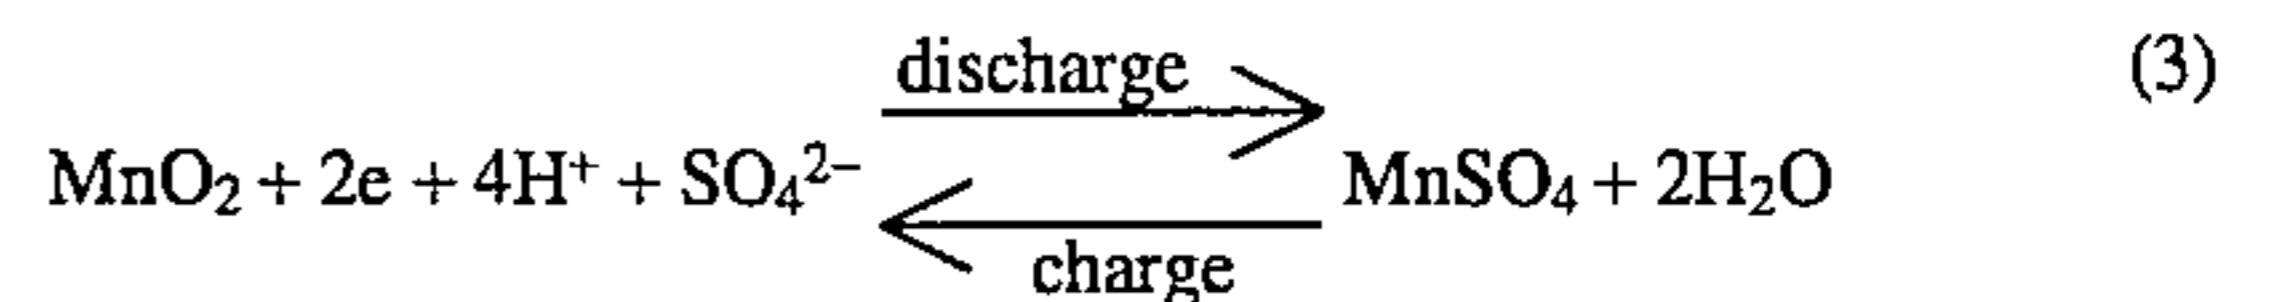 discharge (3)
MnO₂ + 2e + 4H⁺ + SO₄²⁻ MnSO₄ + 2H₂O
charge